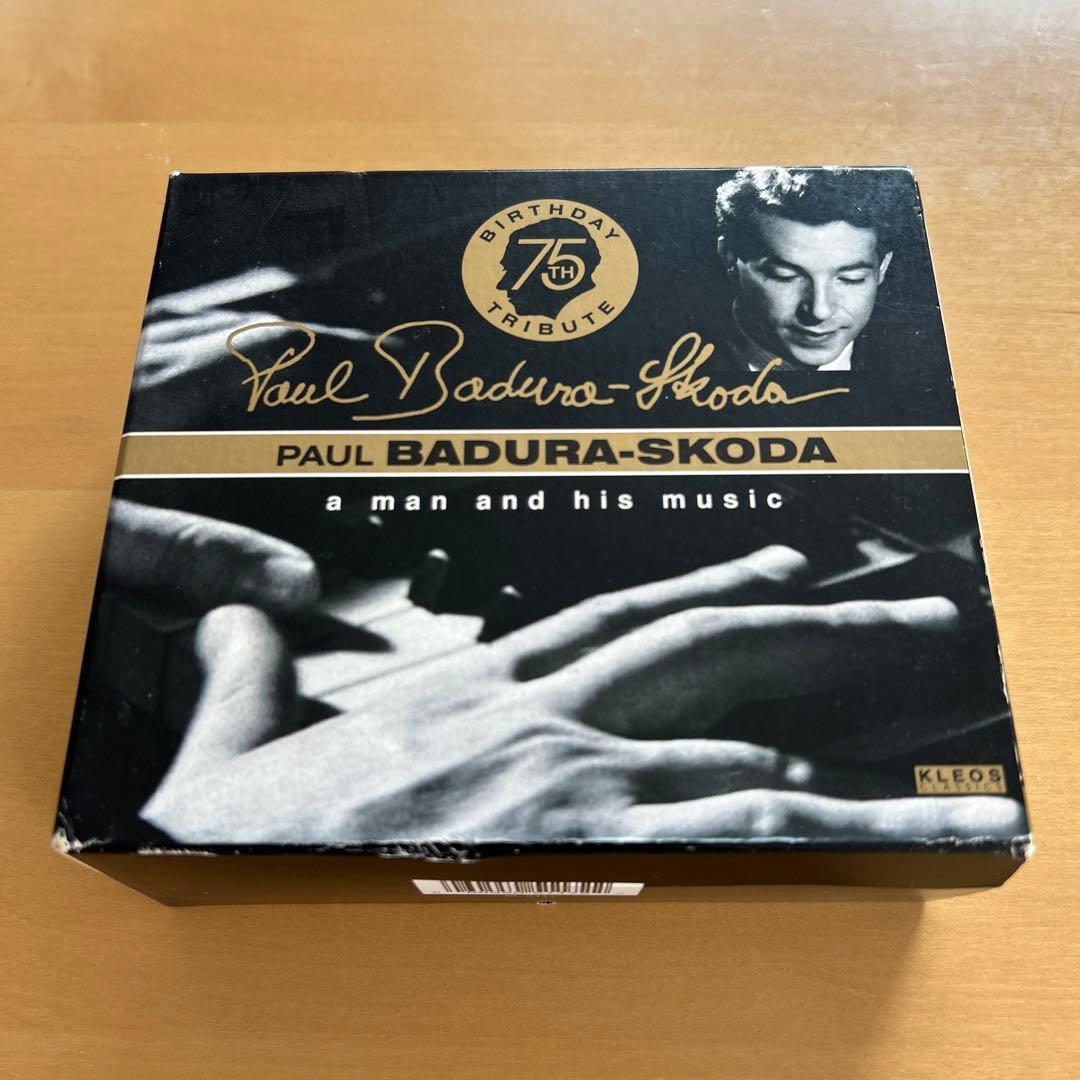 BIRTHDAY
75TH
TRIBUTE
Paul Badura-Skoda
PAUL BADURA-SKODA
a man and his music
KLEOS
CLASSICS